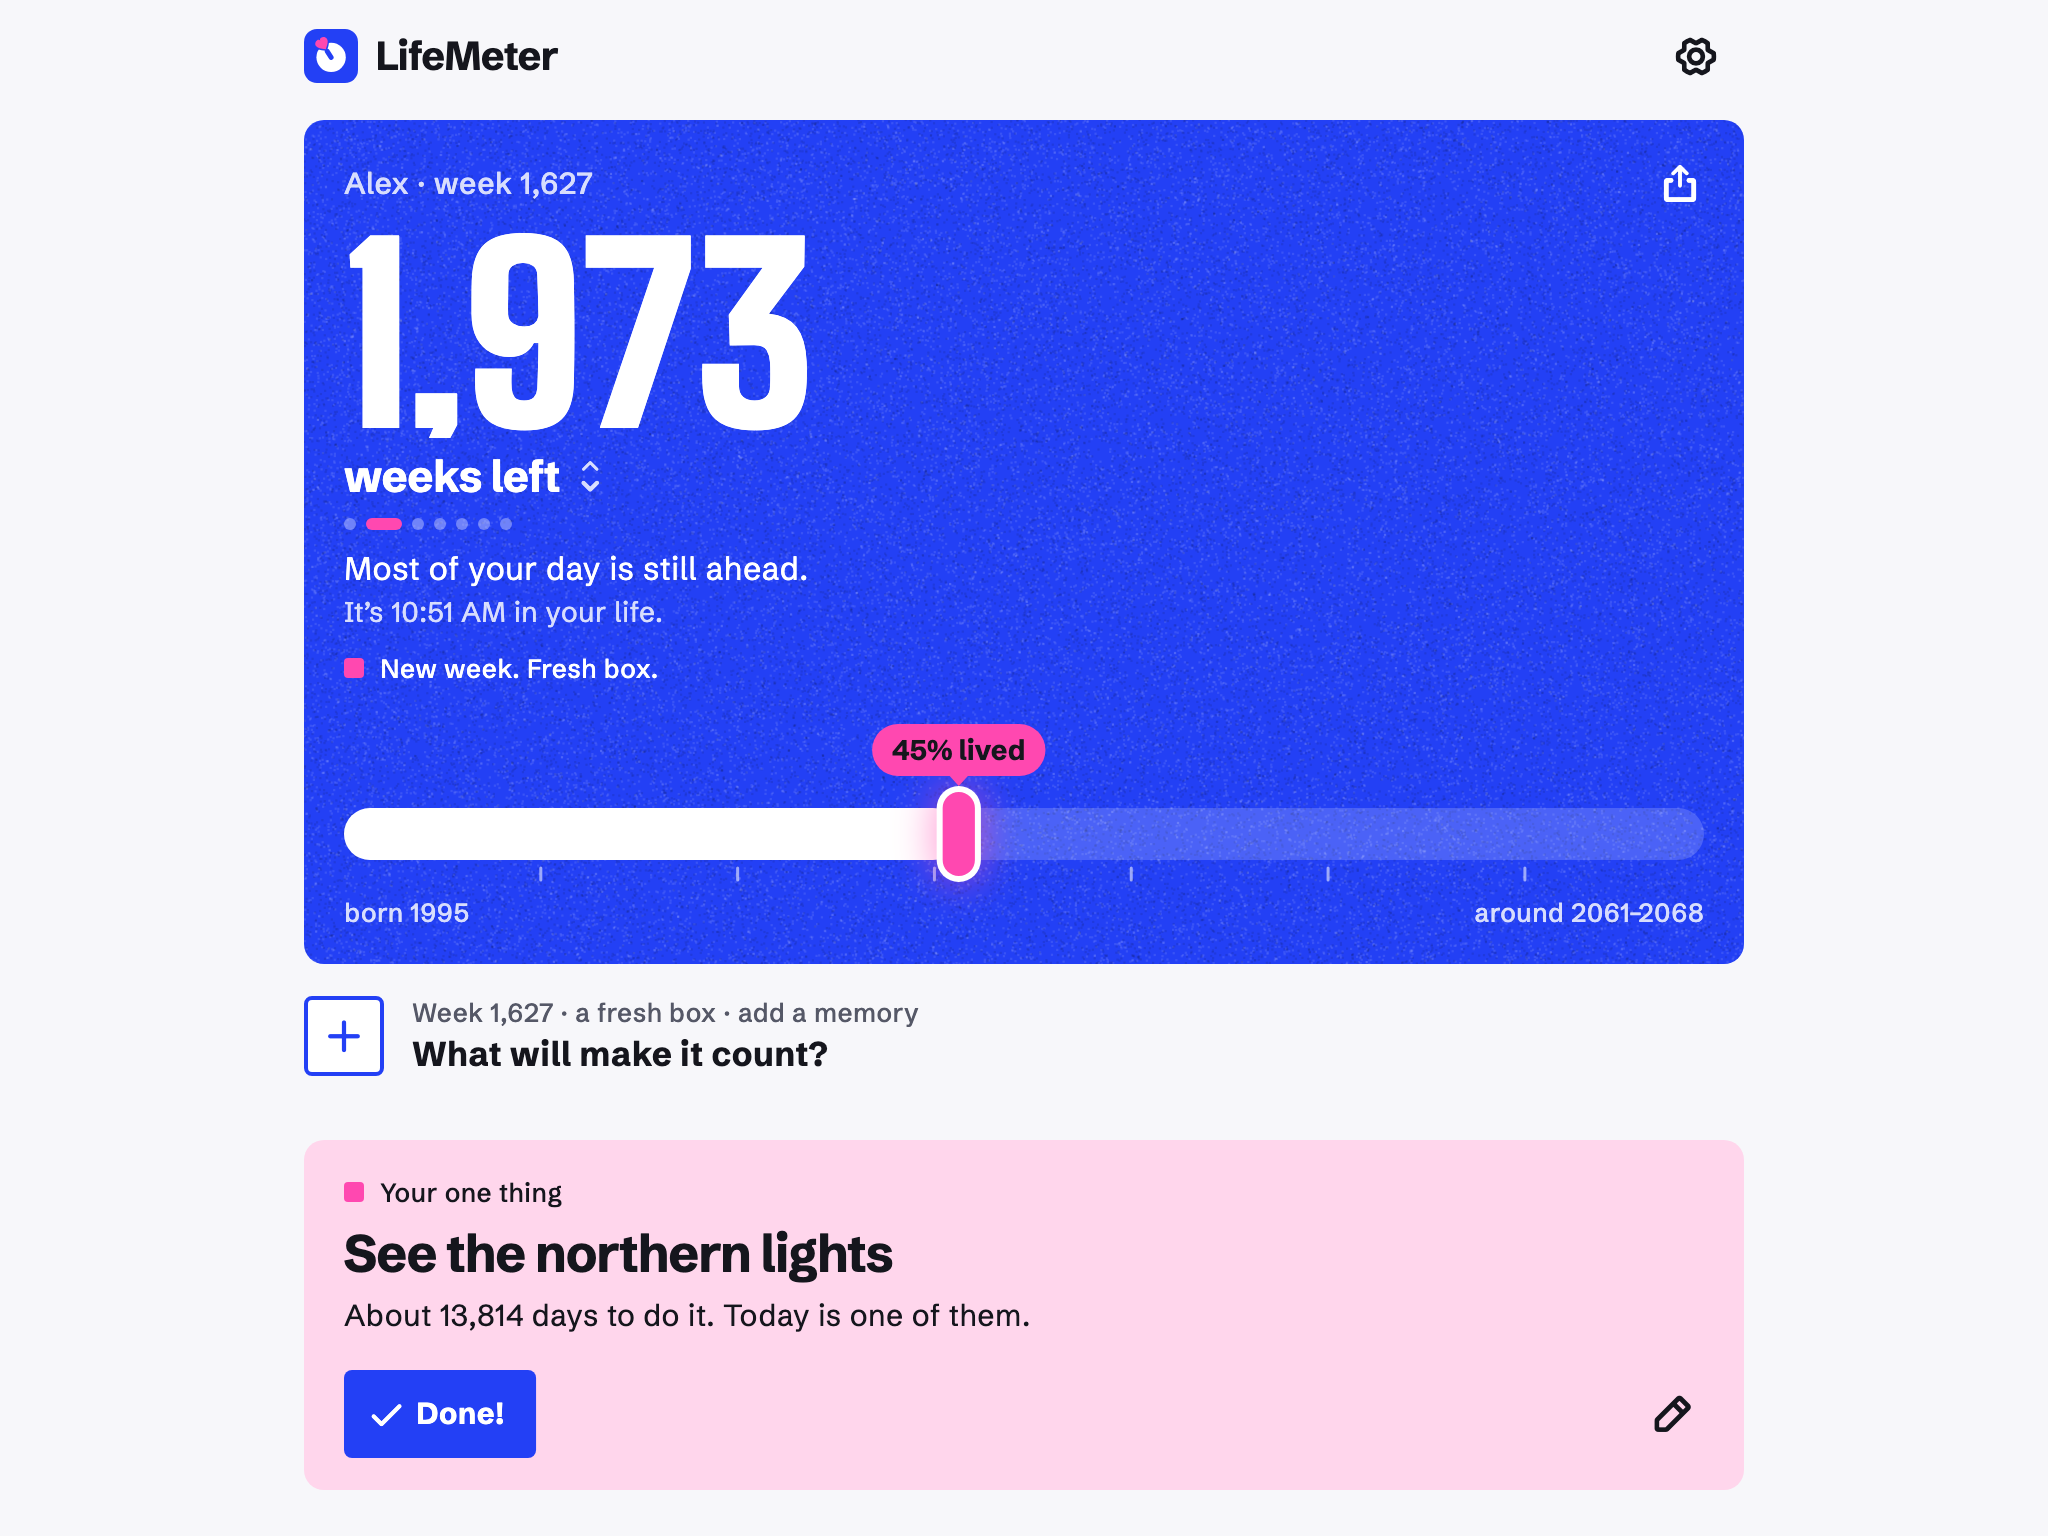 LifeMeter
Alex · week 1,627
1,973
weeks left
Most of your day is still ahead.
It’s 10:51 AM in your life.
New week. Fresh box.
45% lived
born 1995
around 2061–2068
Week 1,627 · a fresh box · add a memory
What will make it count?
Your one thing
See the northern lights
About 13,814 days to do it. Today is one of them.
Done!